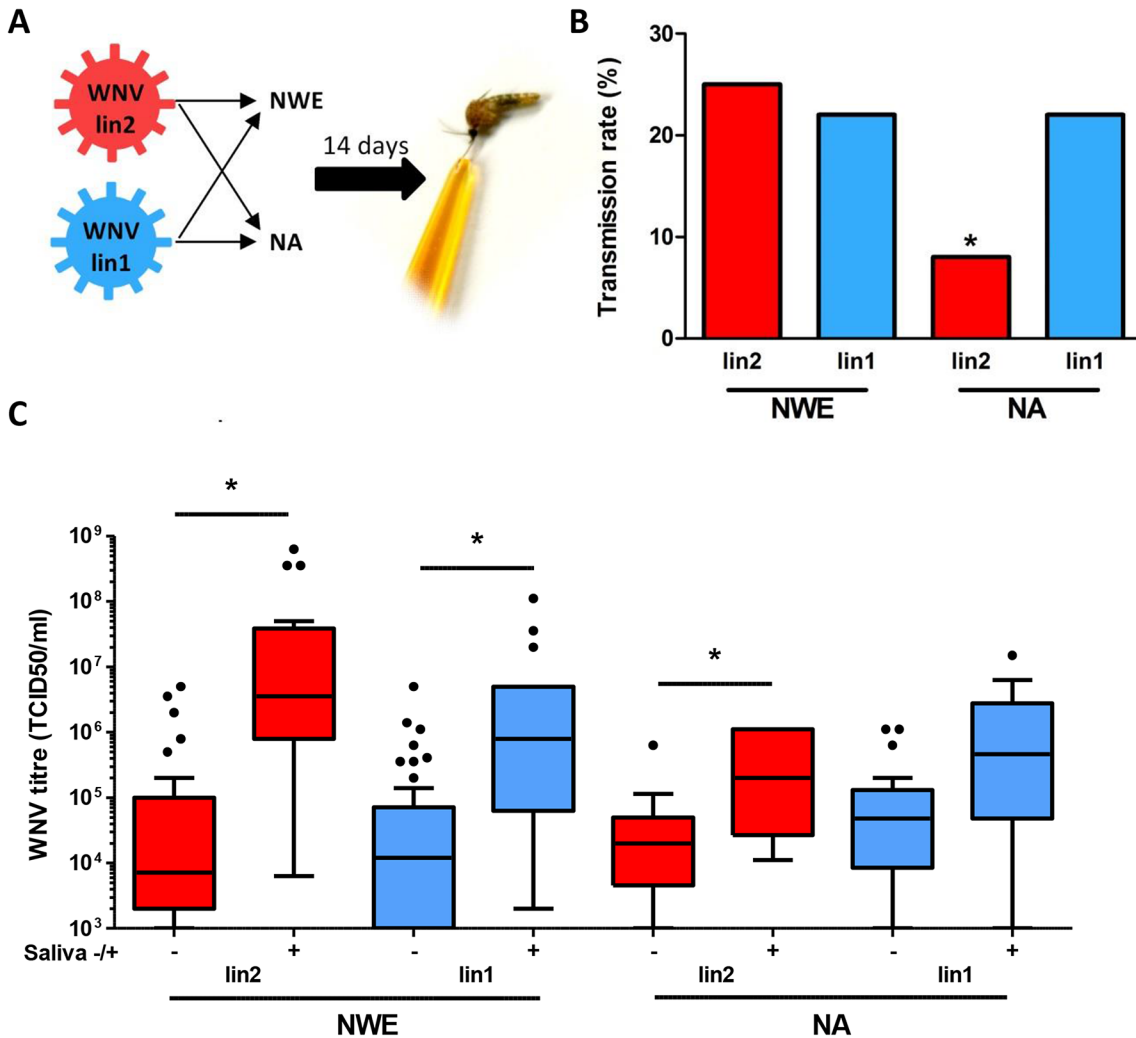 A
WNV
lin2
WNV
lin1
NWE
NA
14 days
B
Transmission rate (%)
30
20
10
0
*
lin2
lin1
lin2
lin1
NWE
NA
C
WNV titre (TCID50/ml)
10⁹
10⁸
10⁷
10⁶
10⁵
10⁴
10³
*
*
*
Saliva -/+
- + - + - + - +
lin2 lin1 lin2 lin1
NWE NA